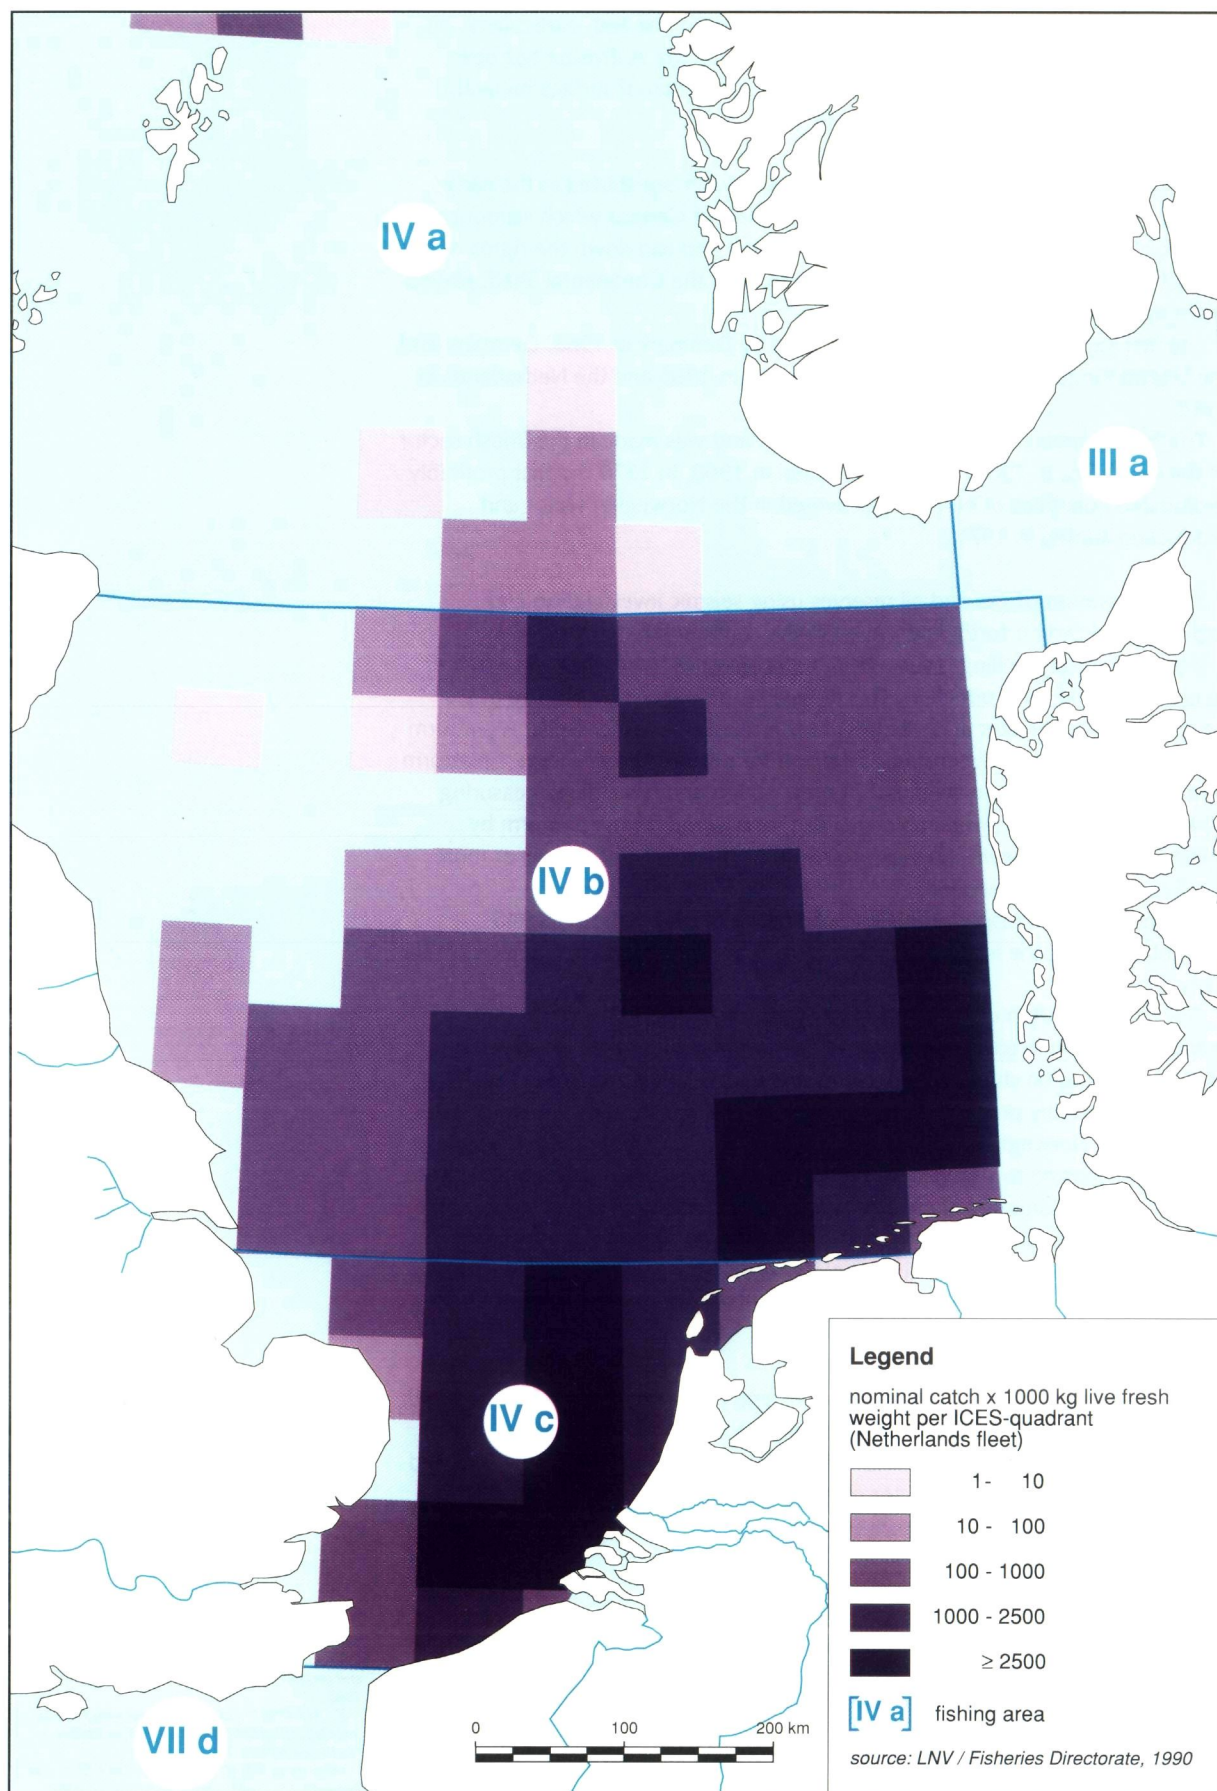 IV a
III a
IV b
IV c
VII d
0 100 200 km
Legend
nominal catch x 1000 kg live fresh
weight per ICES-quadrant
(Netherlands fleet)
1- 10
10 - 100
100 - 1000
1000 - 2500
≥ 2500
[IV a] fishing area
source: LNV / Fisheries Directorate, 1990